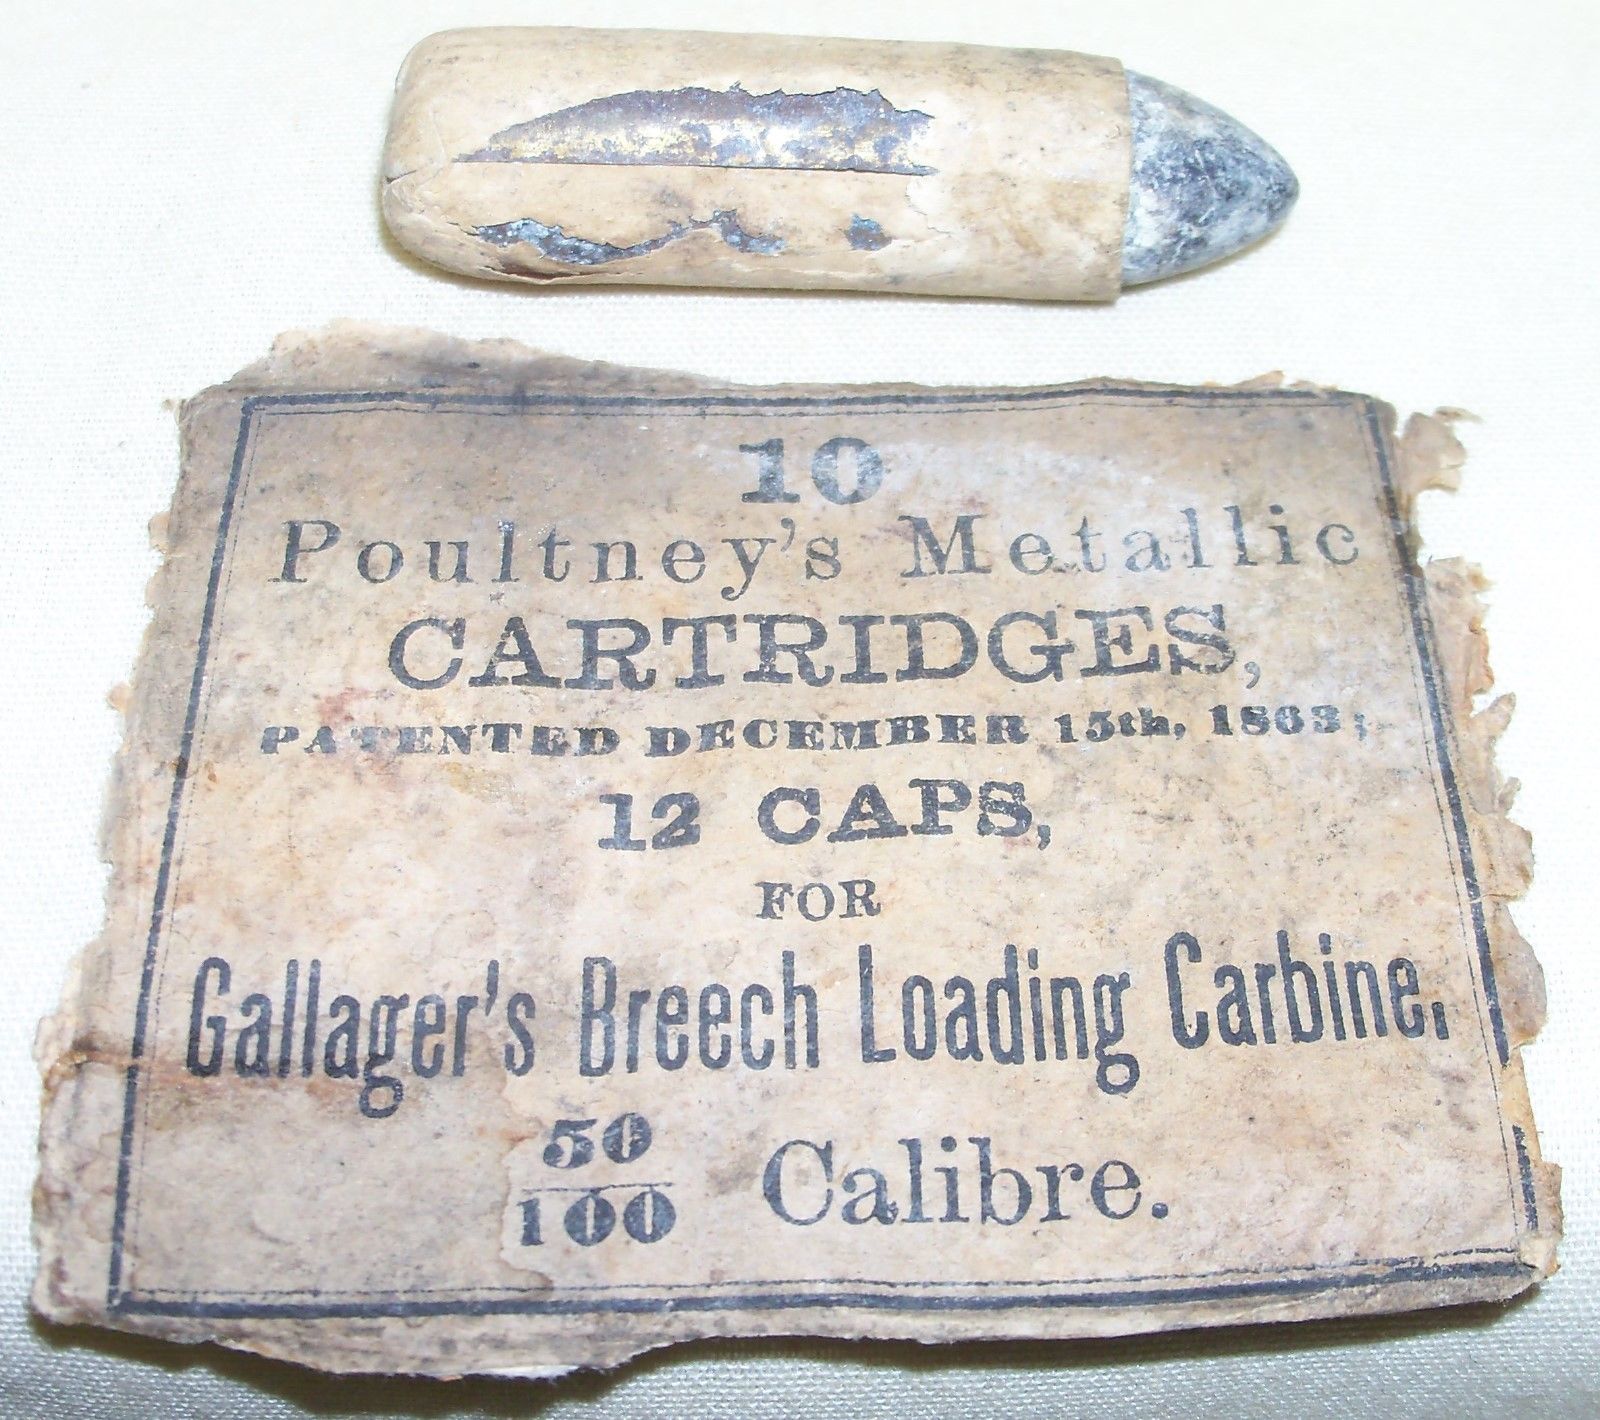 10
Poultney's Metallic
CARTRIDGES,
PATENTED DECEMBER 15th, 1863;
12 CAPS,
FOR
Gallager's Breech Loading Carbine.
50
100 Calibre.